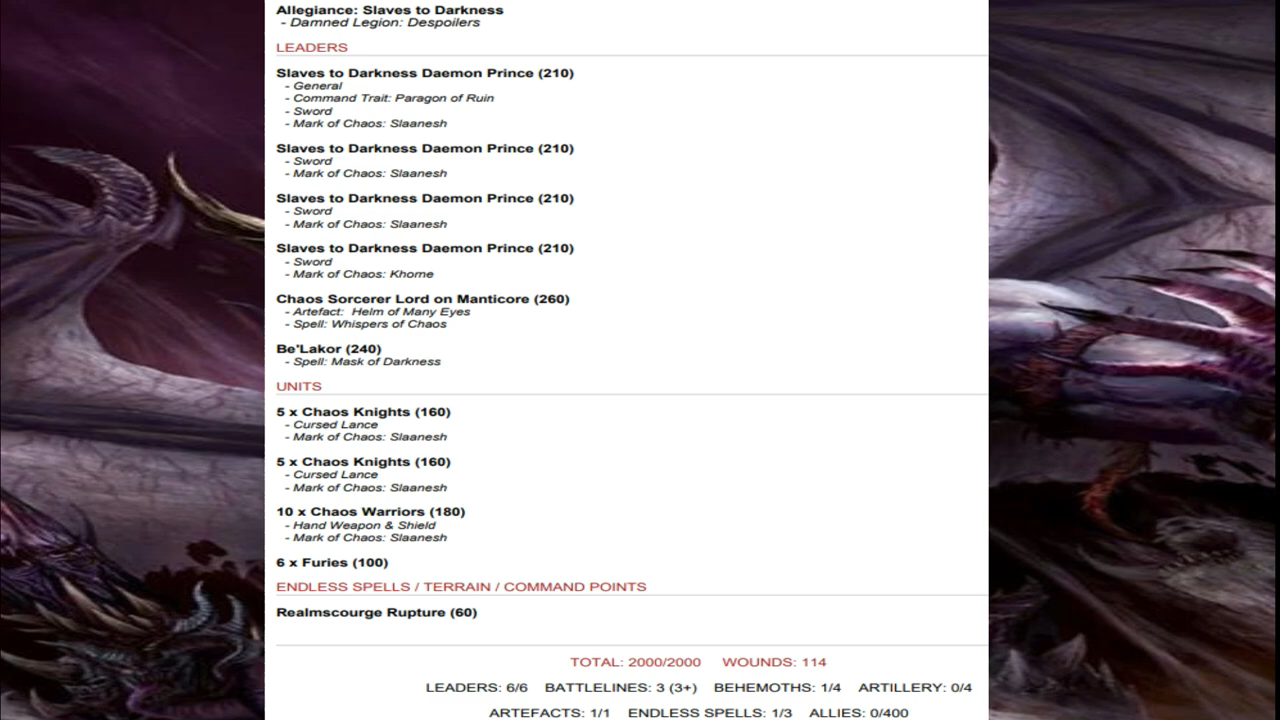 Allegiance: Slaves to Darkness
- Damned Legion: Despoilers
LEADERS
Slaves to Darkness Daemon Prince (210)
- General
- Command Trait: Paragon of Ruin
- Sword
- Mark of Chaos: Slaanesh
Slaves to Darkness Daemon Prince (210)
- Sword
- Mark of Chaos: Slaanesh
Slaves to Darkness Daemon Prince (210)
- Sword
- Mark of Chaos: Slaanesh
Slaves to Darkness Daemon Prince (210)
- Sword
- Mark of Chaos: Khorne
Chaos Sorcerer Lord on Manticore (260)
- Artefact: Helm of Many Eyes
- Spell: Whispers of Chaos
Be'Lakor (240)
- Spell: Mask of Darkness
UNITS
5 x Chaos Knights (160)
- Cursed Lance
- Mark of Chaos: Slaanesh
5 x Chaos Knights (160)
- Cursed Lance
- Mark of Chaos: Slaanesh
10 x Chaos Warriors (180)
- Hand Weapon & Shield
- Mark of Chaos: Slaanesh
6 x Furies (100)
ENDLESS SPELLS / TERRAIN / COMMAND POINTS
Realmscourge Rupture (60)
TOTAL: 2000/2000 WOUNDS: 114
LEADERS: 6/6 BATTLELINES: 3 (3+) BEHEMOTHS: 1/4 ARTILLERY: 0/4
ARTEFACTS: 1/1 ENDLESS SPELLS: 1/3 ALLIES: 0/400